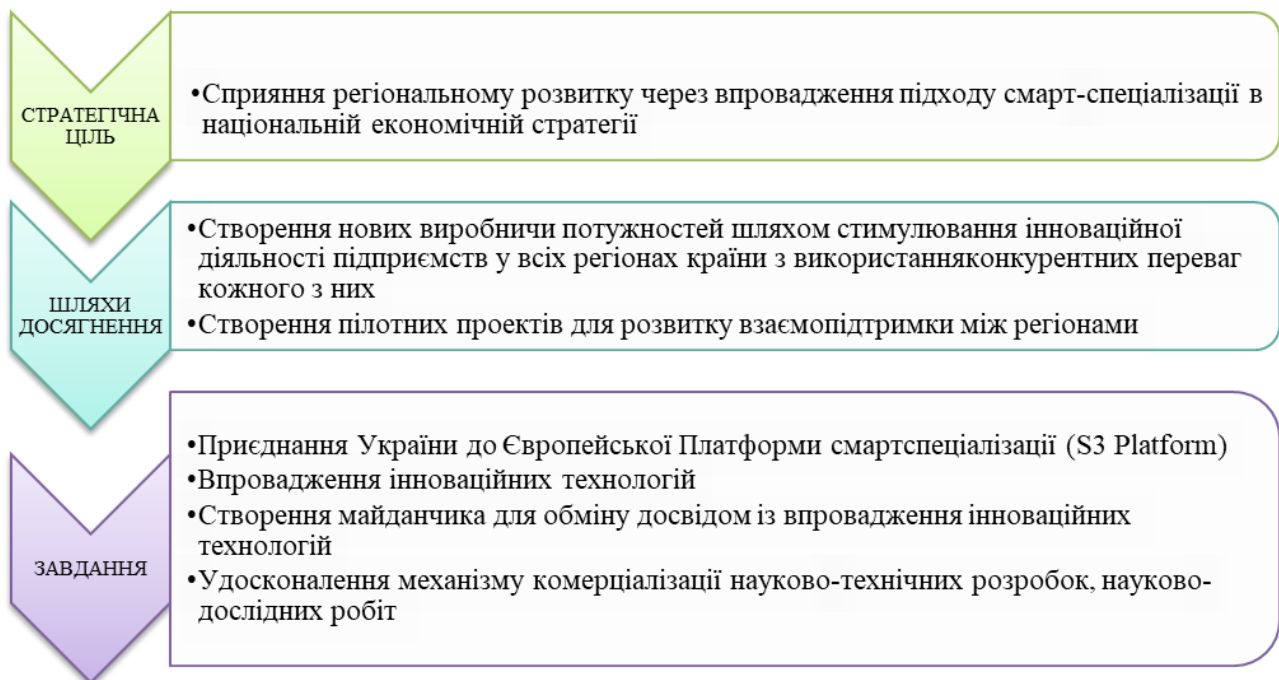 СТРАТЕГІЧНА
ЦІЛЬ
•Сприяння регіональному розвитку через впровадження підходу смарт-спеціалізації в
національній економічній стратегії
ШЛЯХИ
ДОСЯГНЕННЯ
•Створення нових виробничи потужностей шляхом стимулювання інноваційної
діяльності підприємств у всіх регіонах країни з використанняконкурентних переваг
кожного з них
•Створення пілотних проектів для розвитку взаємопідтримки між регіонами
ЗАВДАННЯ
•Приєднання України до Європейської Платформи смартспеціалізації (S3 Platform)
•Впровадження інноваційних технологій
•Створення майданчика для обміну досвідом із впровадження інноваційних
технологій
•Удосконалення механізму комерціалізації науково-технічних розробок, науково-
дослідних робіт